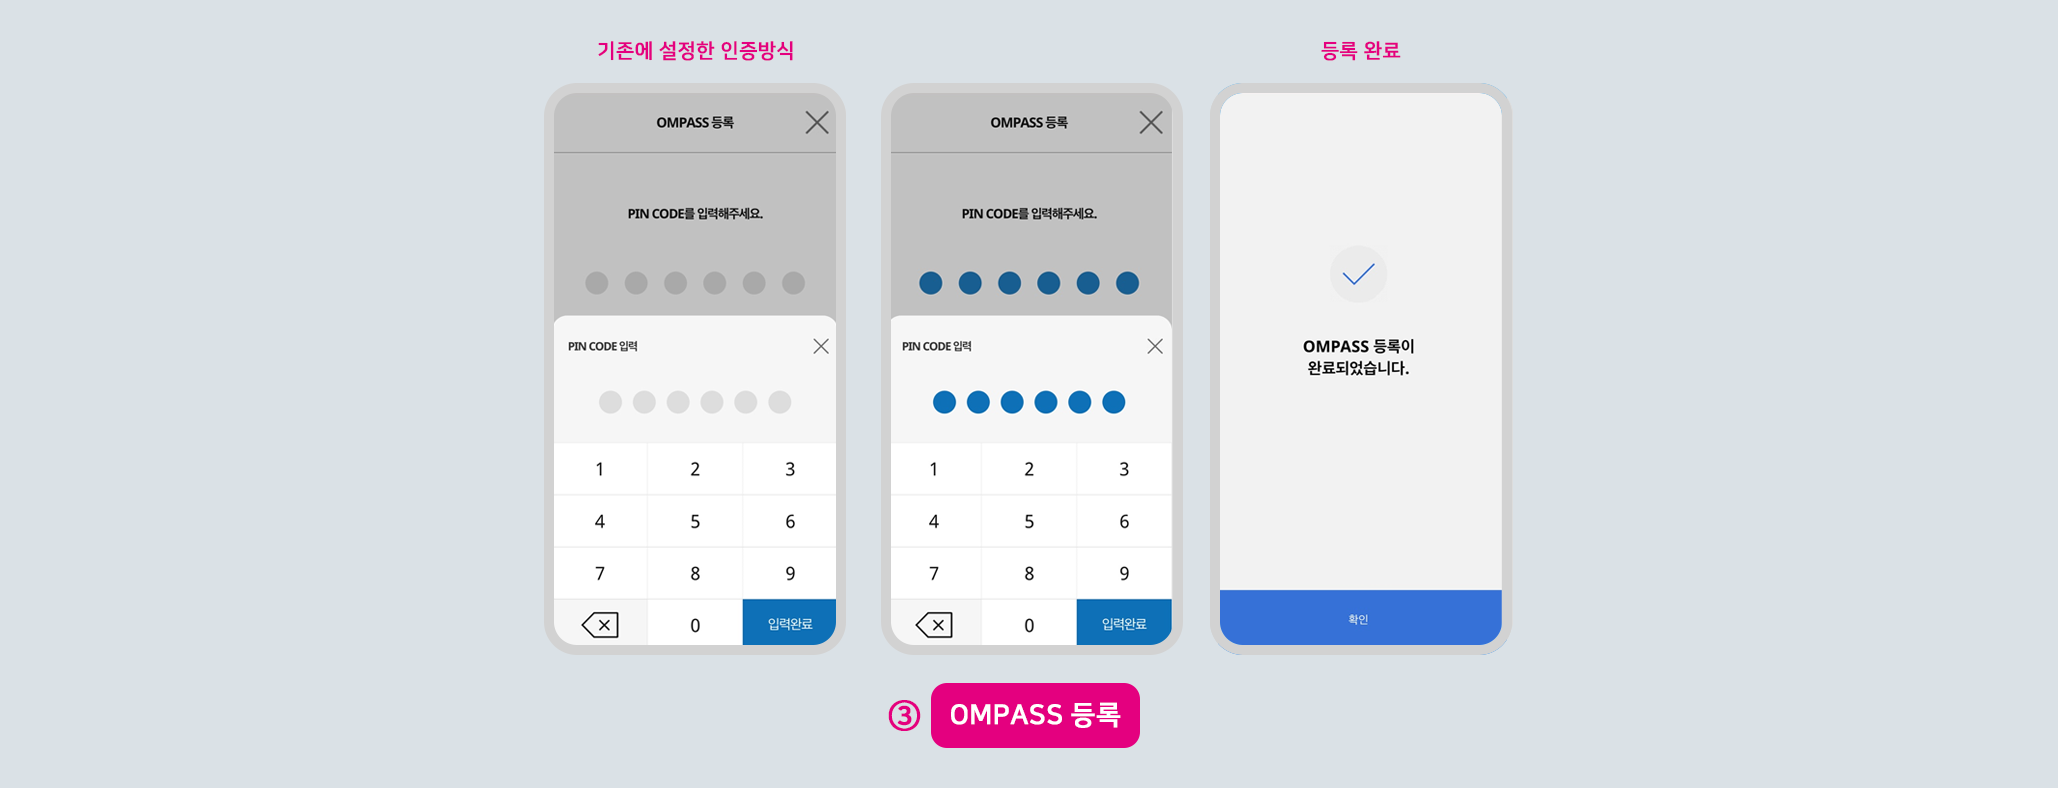 기존에 설정한 인증방식
OMPASS 등록
PIN CODE를 입력해주세요.
PIN CODE 입력
1 2 3
4 5 6
7 8 9
0 입력완료
OMPASS 등록
PIN CODE를 입력해주세요.
PIN CODE 입력
1 2 3
4 5 6
7 8 9
0 입력완료
등록 완료
OMPASS 등록이
완료되었습니다.
확인
③ OMPASS 등록